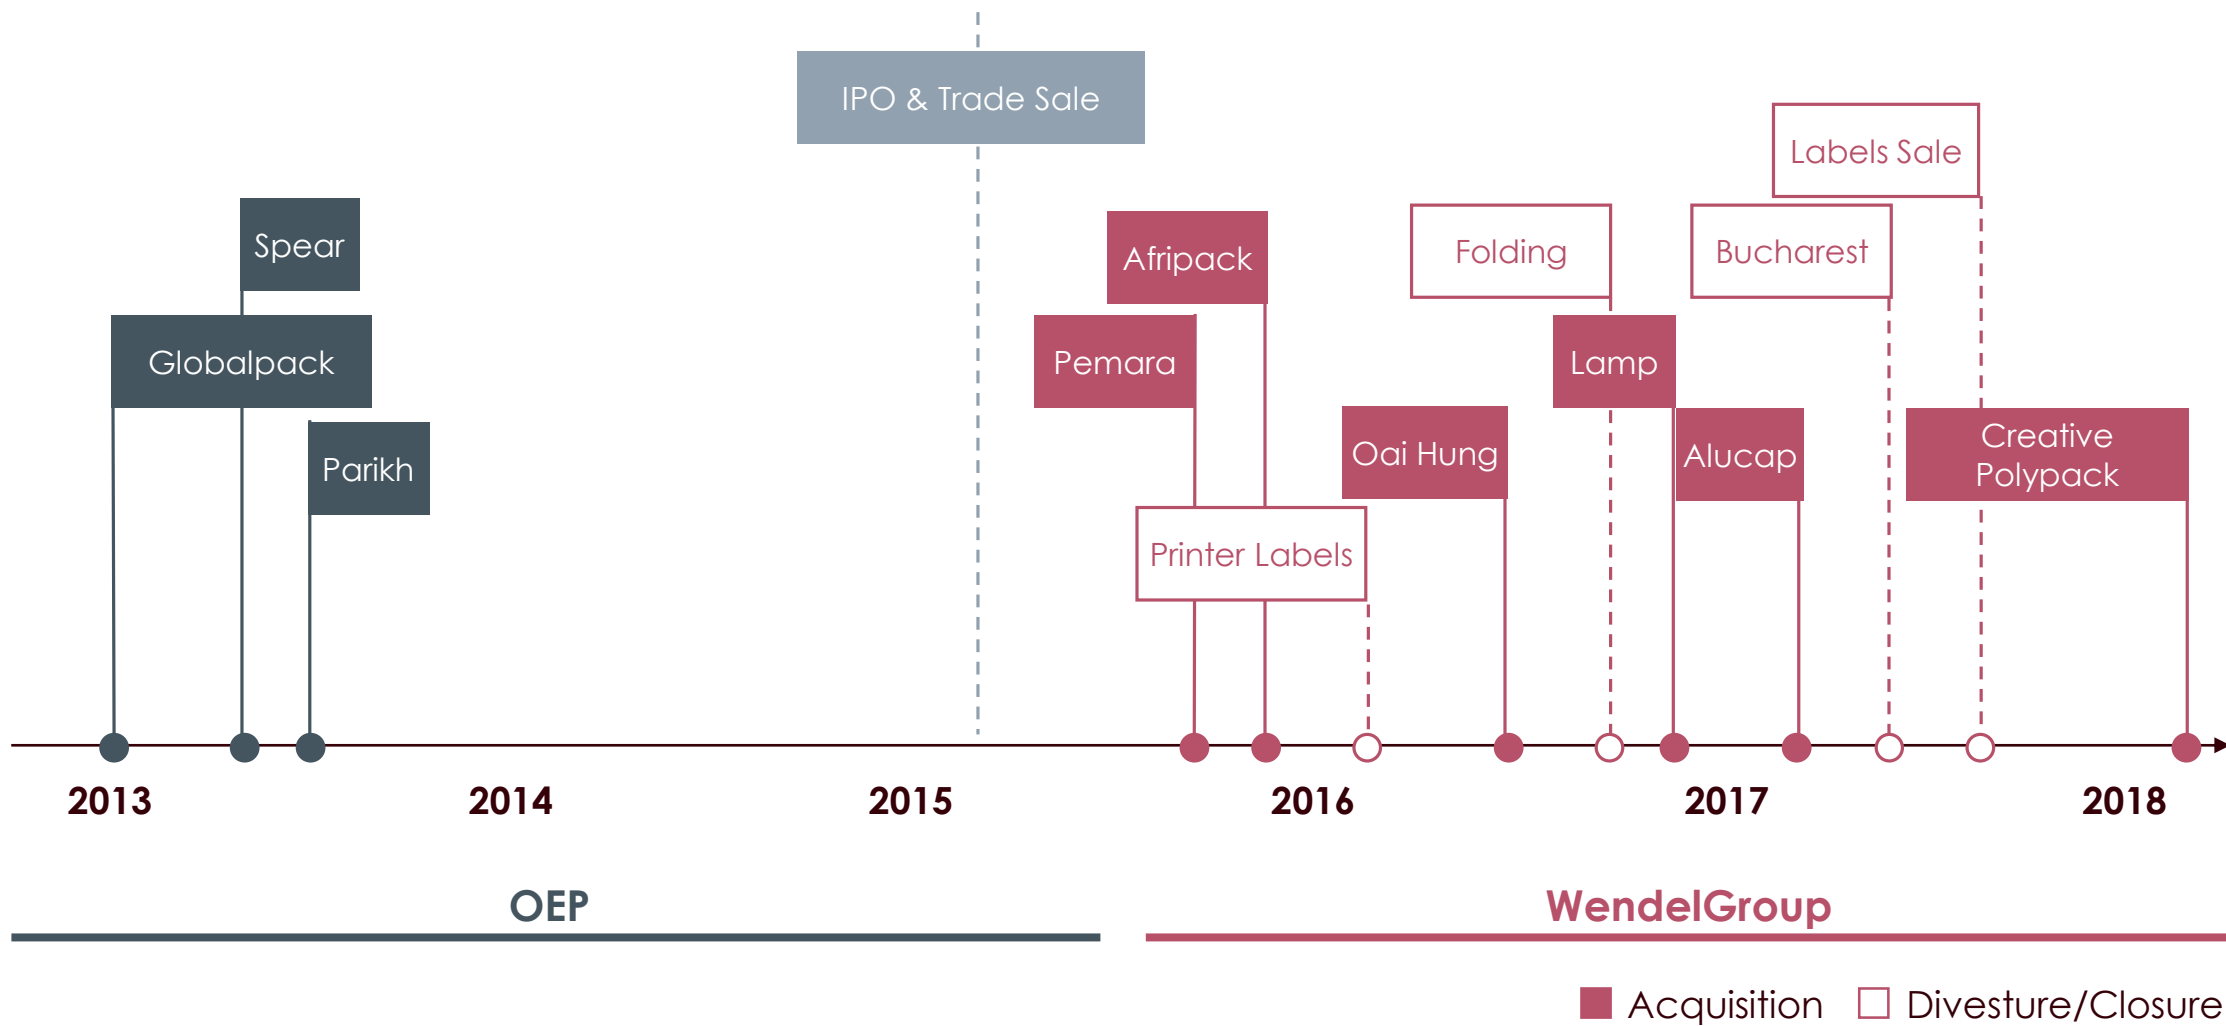 IPO & Trade Sale
Labels Sale
Spear
Afripack
Folding
Bucharest
Globalpack
Pemara
Lamp
Parikh
Oai Hung
Alucap
Creative
Polypack
Printer Labels
2013
2014
2015
2016
2017
2018
OEP
WendelGroup
Acquisition
Divesture/Closure